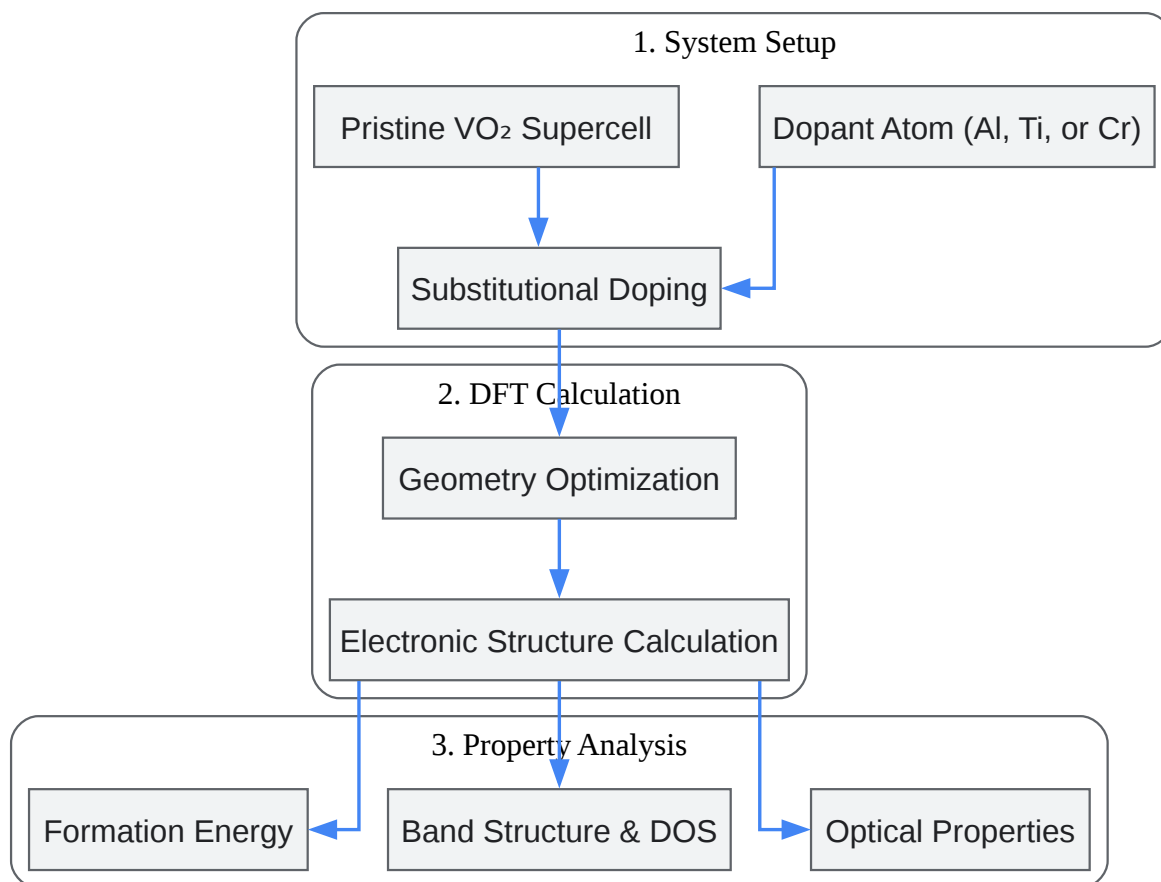 1. System Setup
Pristine VO₂ Supercell
Dopant Atom (Al, Ti, or Cr)
Substitutional Doping
2. DFT Calculation
Geometry Optimization
Electronic Structure Calculation
3. Property Analysis
Formation Energy
Band Structure & DOS
Optical Properties